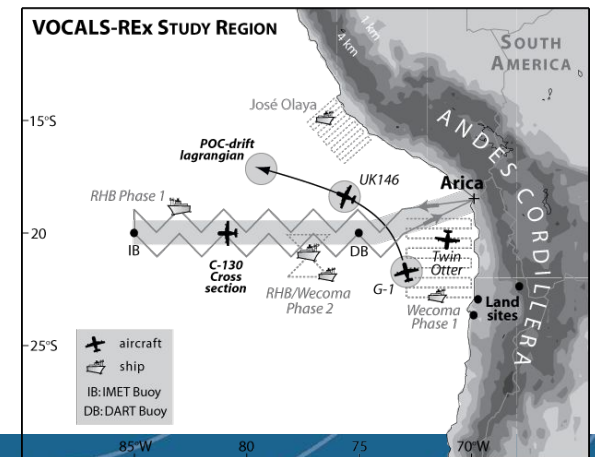 VOCALS-REx STUDY REGION
1 km
4 km
SOUTH
AMERICA
15°S
José Olaya
ANDES CORDILLERA
POC-drift
lagrangian
UK146
Arica
RHB Phase 1
20
IB
DB
C-130
Cross
section
Twin
Otter
G-1
RHB/Wecoma
Phase 2
Wecoma
Phase 1
Land
sites
25°S
aircraft
ship
IB: IMET Buoy
DB: DART Buoy
85°W
80
75
70°W